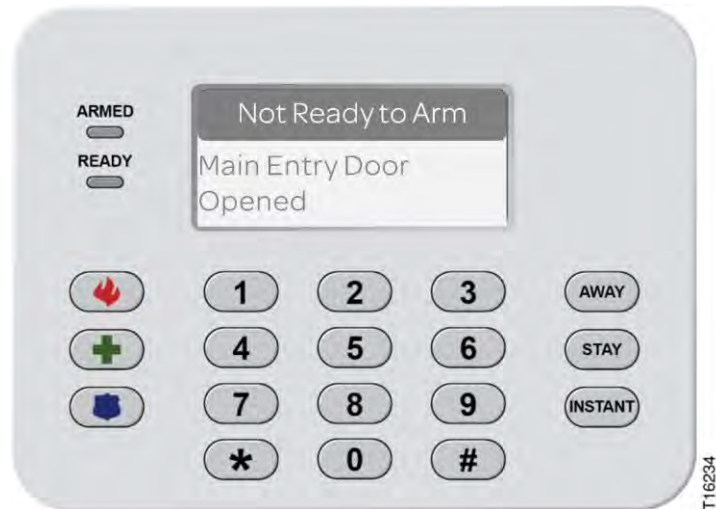 ARMED
READY
Not Ready to Arm
Main Entry Door
Opened
1 2 3 AWAY
4 5 6 STAY
7 8 9 INSTANT
* 0 #
T16234